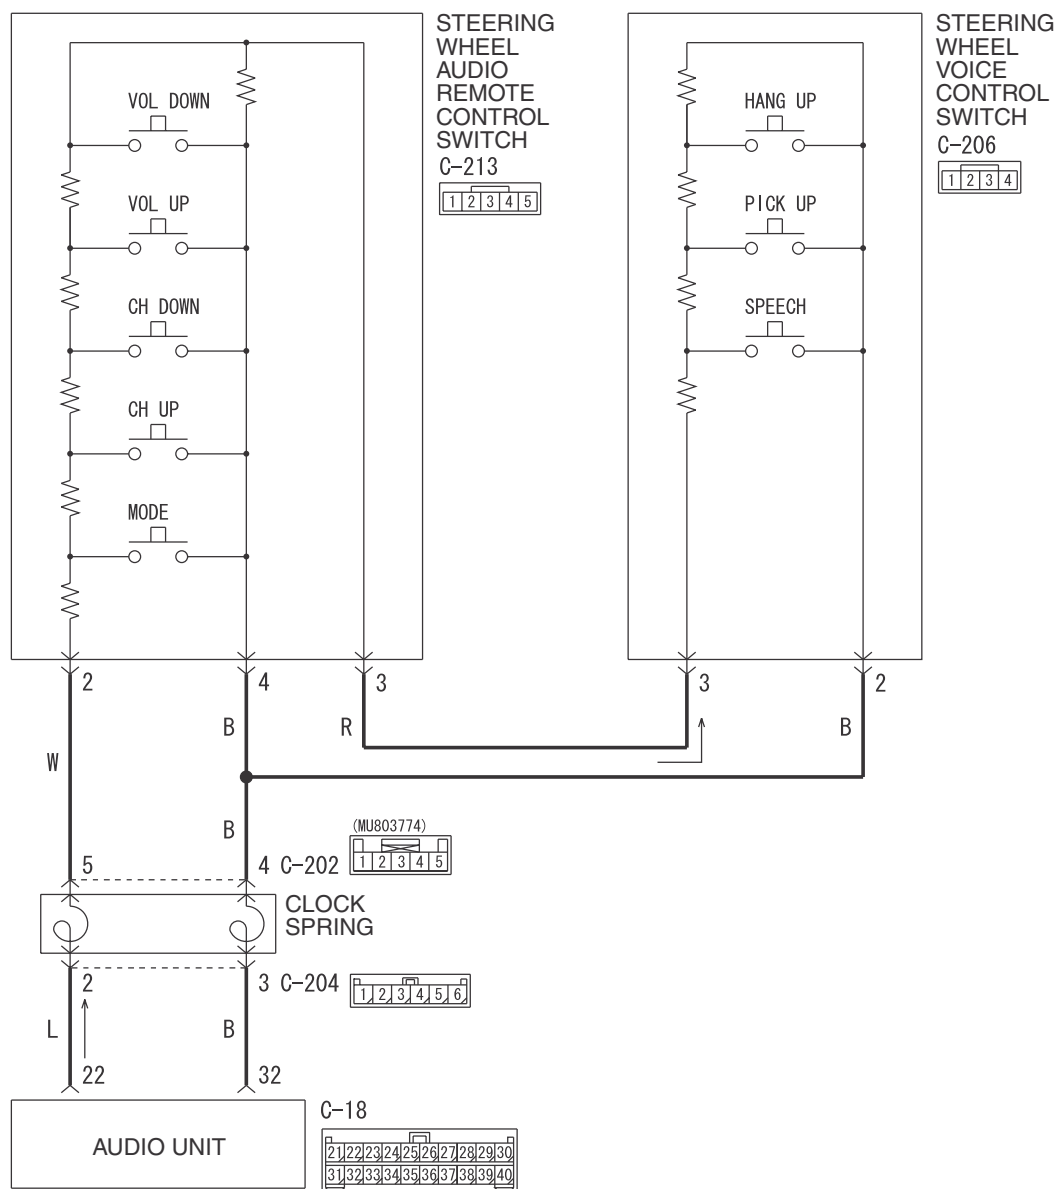 STEERING
WHEEL
AUDIO
REMOTE
CONTROL
SWITCH
C-213
1 2 3 4 5
VOL DOWN
VOL UP
CH DOWN
CH UP
MODE
STEERING
WHEEL
VOICE
CONTROL
SWITCH
C-206
1 2 3 4
HANG UP
PICK UP
SPEECH
2 4 3 3 2
B R B
W
B
(MU803774)
1 2 3 4 5
5 4 C-202
CLOCK
SPRING
2 3 C-204
1 2 3 4 5 6
L B
22 32
AUDIO UNIT
C-18
21 22 23 24 25 26 27 28 29 30
31 32 33 34 35 36 37 38 39 40